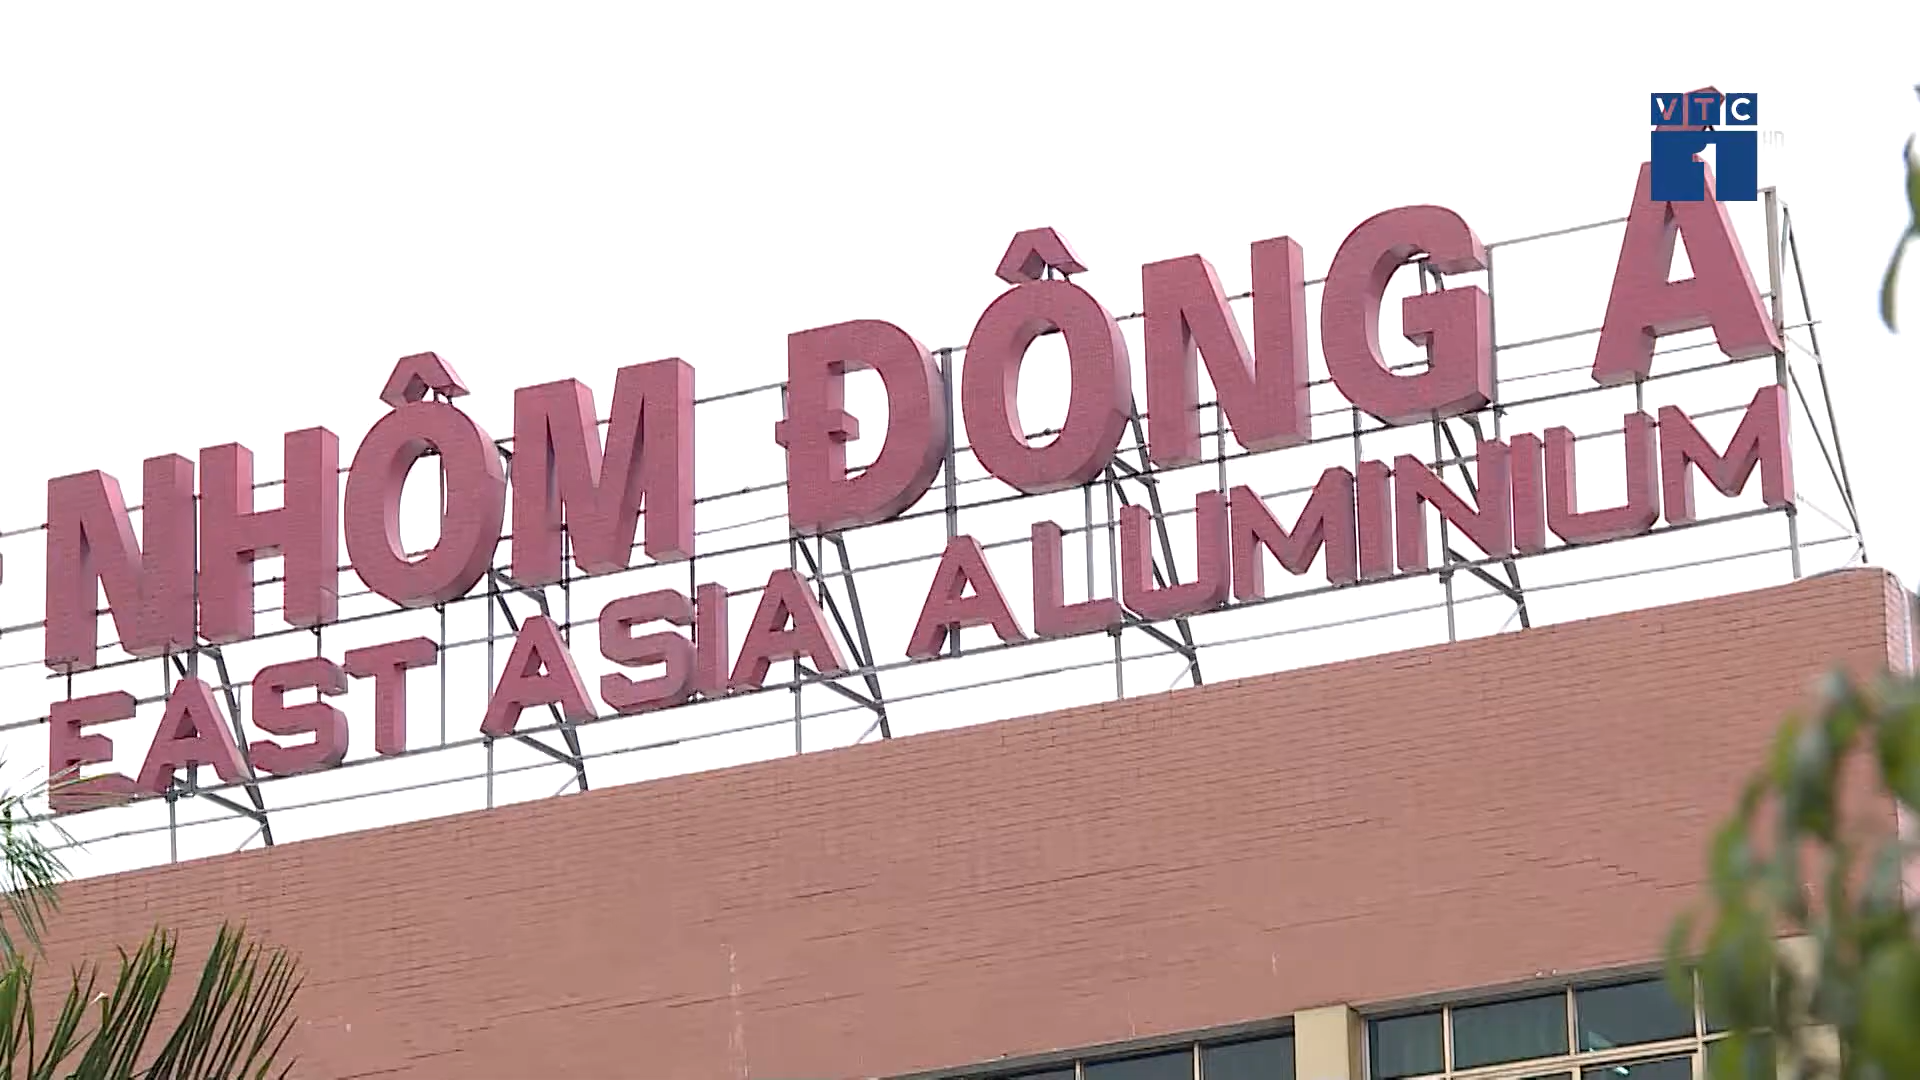 VTC
1
NHÔM ĐÔNG Á
EAST ASIA ALUMINIUM